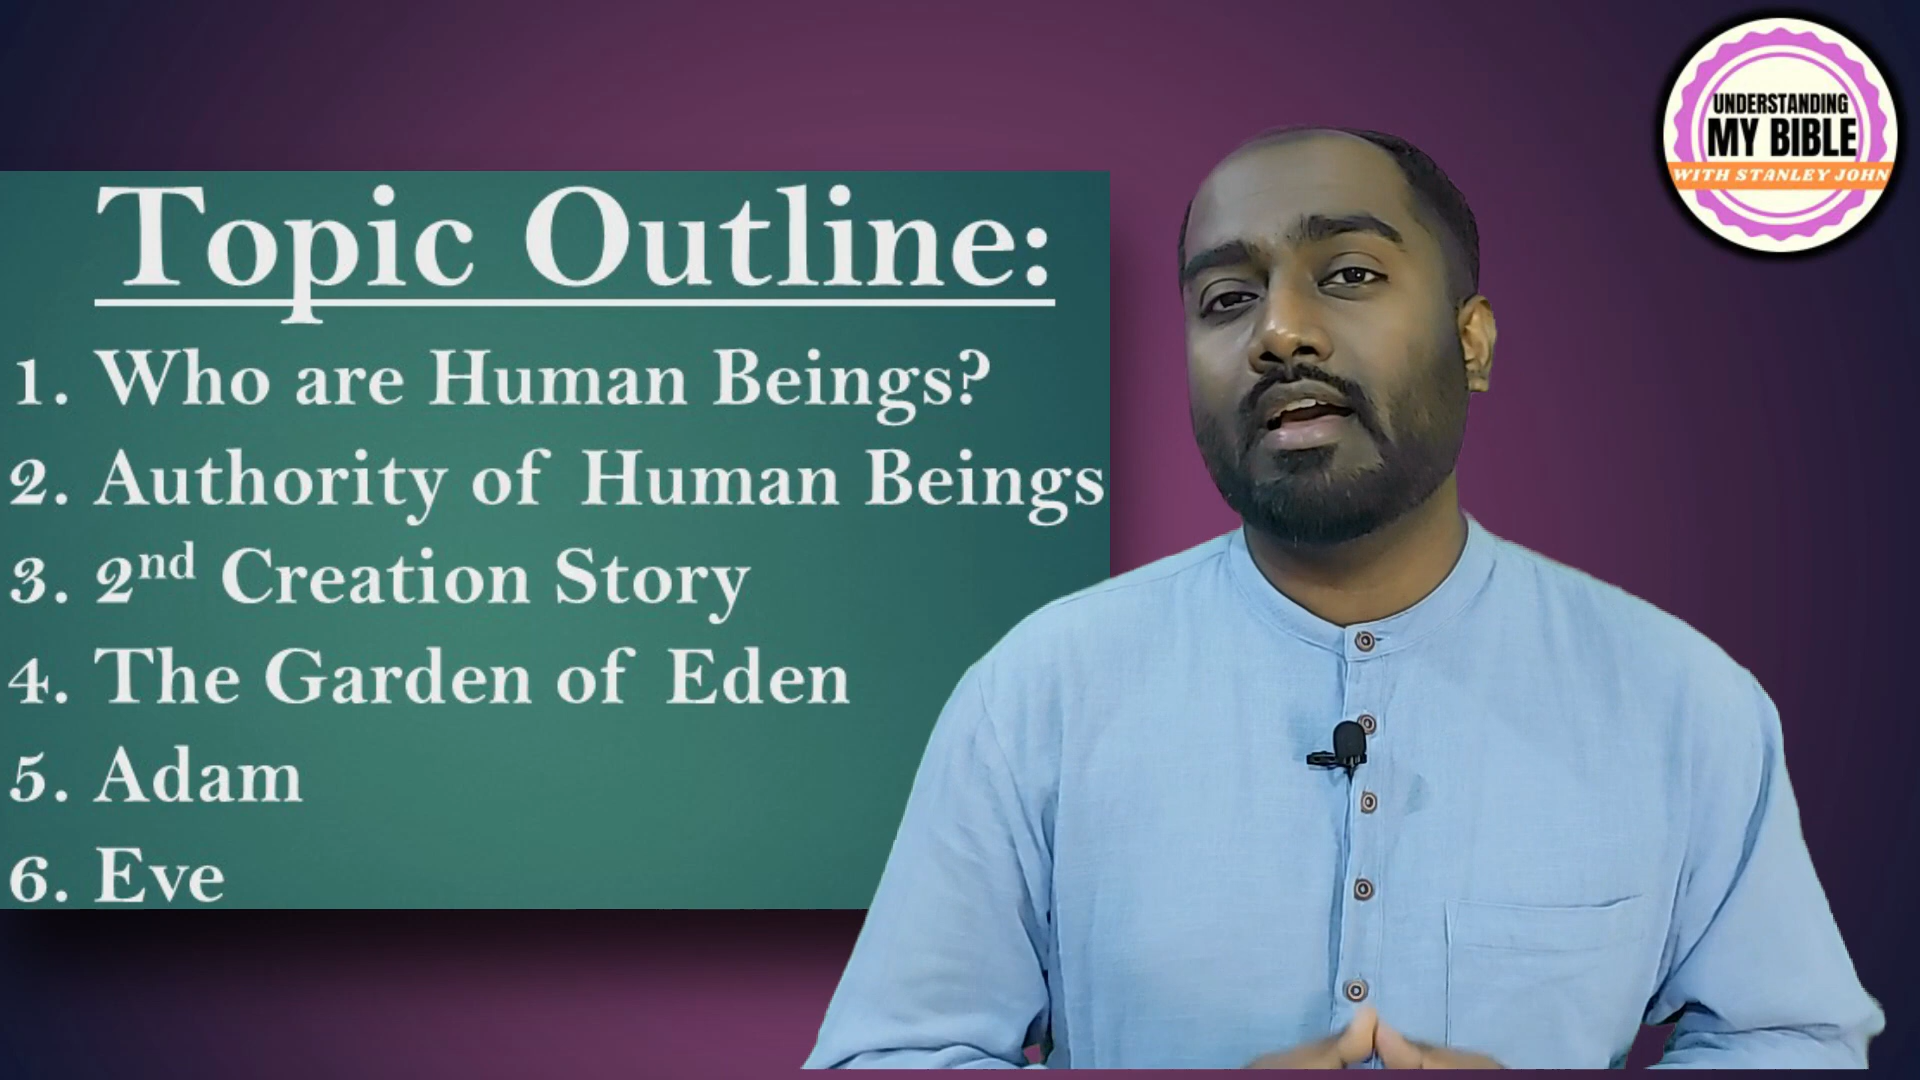 Topic Outline:
1. Who are Human Beings?
2. Authority of Human Beings
3. 2nd Creation Story
4. The Garden of Eden
5. Adam
6. Eve
UNDERSTANDING
MY BIBLE
WITH STANLEY JOHN